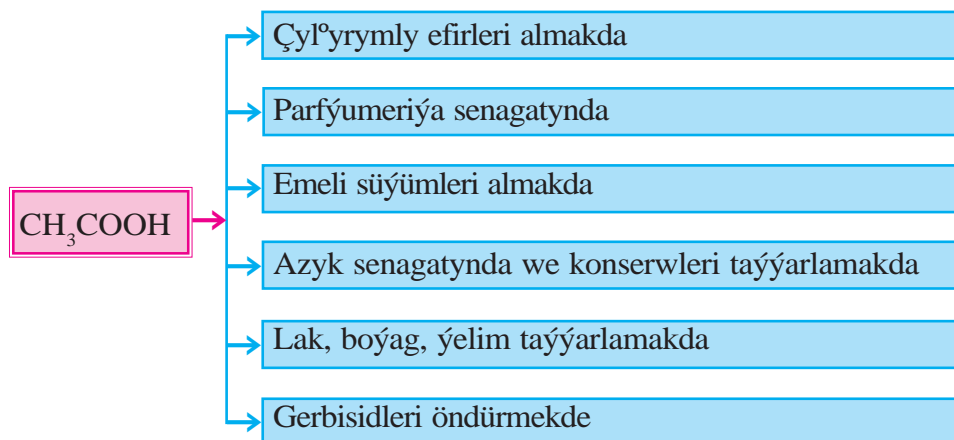 Çylºyrymly efirleri almakda
Parfýumeriýa senagatynda
Emeli süýümleri almakda
CH₃COOH
Azyk senagatynda we konserwleri taýýarlamakda
Lak, boýag, ýelim taýýarlamakda
Gerbisidleri öndürmekde